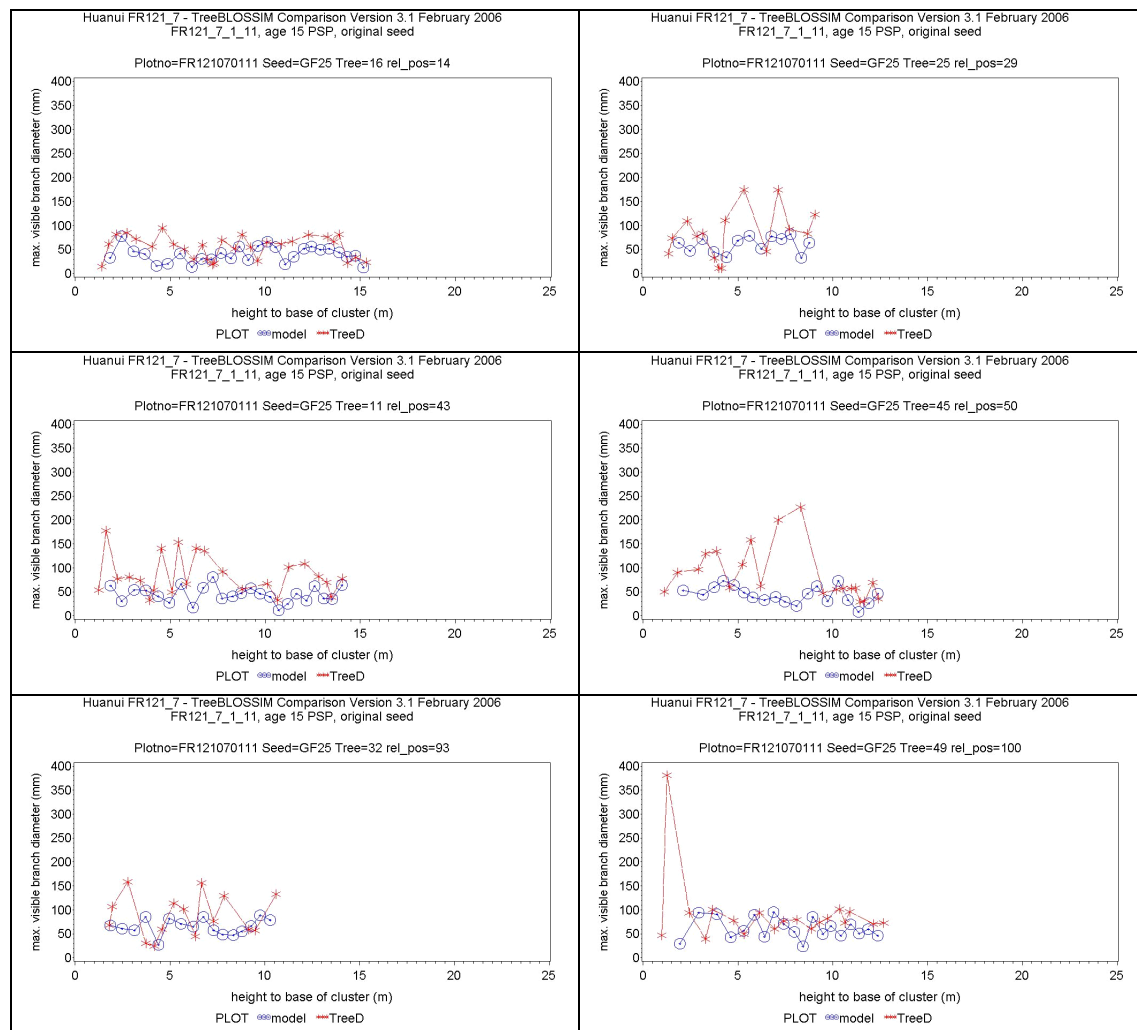 Huanui FR121_7 - TreeBLOSSIM Comparison Version 3.1 February 2006
FR121_7_1_11, age 15 PSP, original seed
Plotno=FR121070111 Seed=GF25 Tree=16 rel_pos=14
max. visible branch diameter (mm)
400
350
300
250
200
150
100
50
0
0 5 10 15 20 25
height to base of cluster (m)
PLOT model TreeD
Huanui FR121_7 - TreeBLOSSIM Comparison Version 3.1 February 2006
FR121_7_1_11, age 15 PSP, original seed
Plotno=FR121070111 Seed=GF25 Tree=25 rel_pos=29
max. visible branch diameter (mm)
400
350
300
250
200
150
100
50
0
0 5 10 15 20 25
height to base of cluster (m)
PLOT model TreeD
Huanui FR121_7 - TreeBLOSSIM Comparison Version 3.1 February 2006
FR121_7_1_11, age 15 PSP, original seed
Plotno=FR121070111 Seed=GF25 Tree=11 rel_pos=43
max. visible branch diameter (mm)
400
350
300
250
200
150
100
50
0
0 5 10 15 20 25
height to base of cluster (m)
PLOT model TreeD
Huanui FR121_7 - TreeBLOSSIM Comparison Version 3.1 February 2006
FR121_7_1_11, age 15 PSP, original seed
Plotno=FR121070111 Seed=GF25 Tree=45 rel_pos=50
max. visible branch diameter (mm)
400
350
300
250
200
150
100
50
0
0 5 10 15 20 25
height to base of cluster (m)
PLOT model TreeD
Huanui FR121_7 - TreeBLOSSIM Comparison Version 3.1 February 2006
FR121_7_1_11, age 15 PSP, original seed
Plotno=FR121070111 Seed=GF25 Tree=32 rel_pos=93
max. visible branch diameter (mm)
400
350
300
250
200
150
100
50
0
0 5 10 15 20 25
height to base of cluster (m)
PLOT model TreeD
Huanui FR121_7 - TreeBLOSSIM Comparison Version 3.1 February 2006
FR121_7_1_11, age 15 PSP, original seed
Plotno=FR121070111 Seed=GF25 Tree=49 rel_pos=100
max. visible branch diameter (mm)
400
350
300
250
200
150
100
50
0
0 5 10 15 20 25
height to base of cluster (m)
PLOT model TreeD